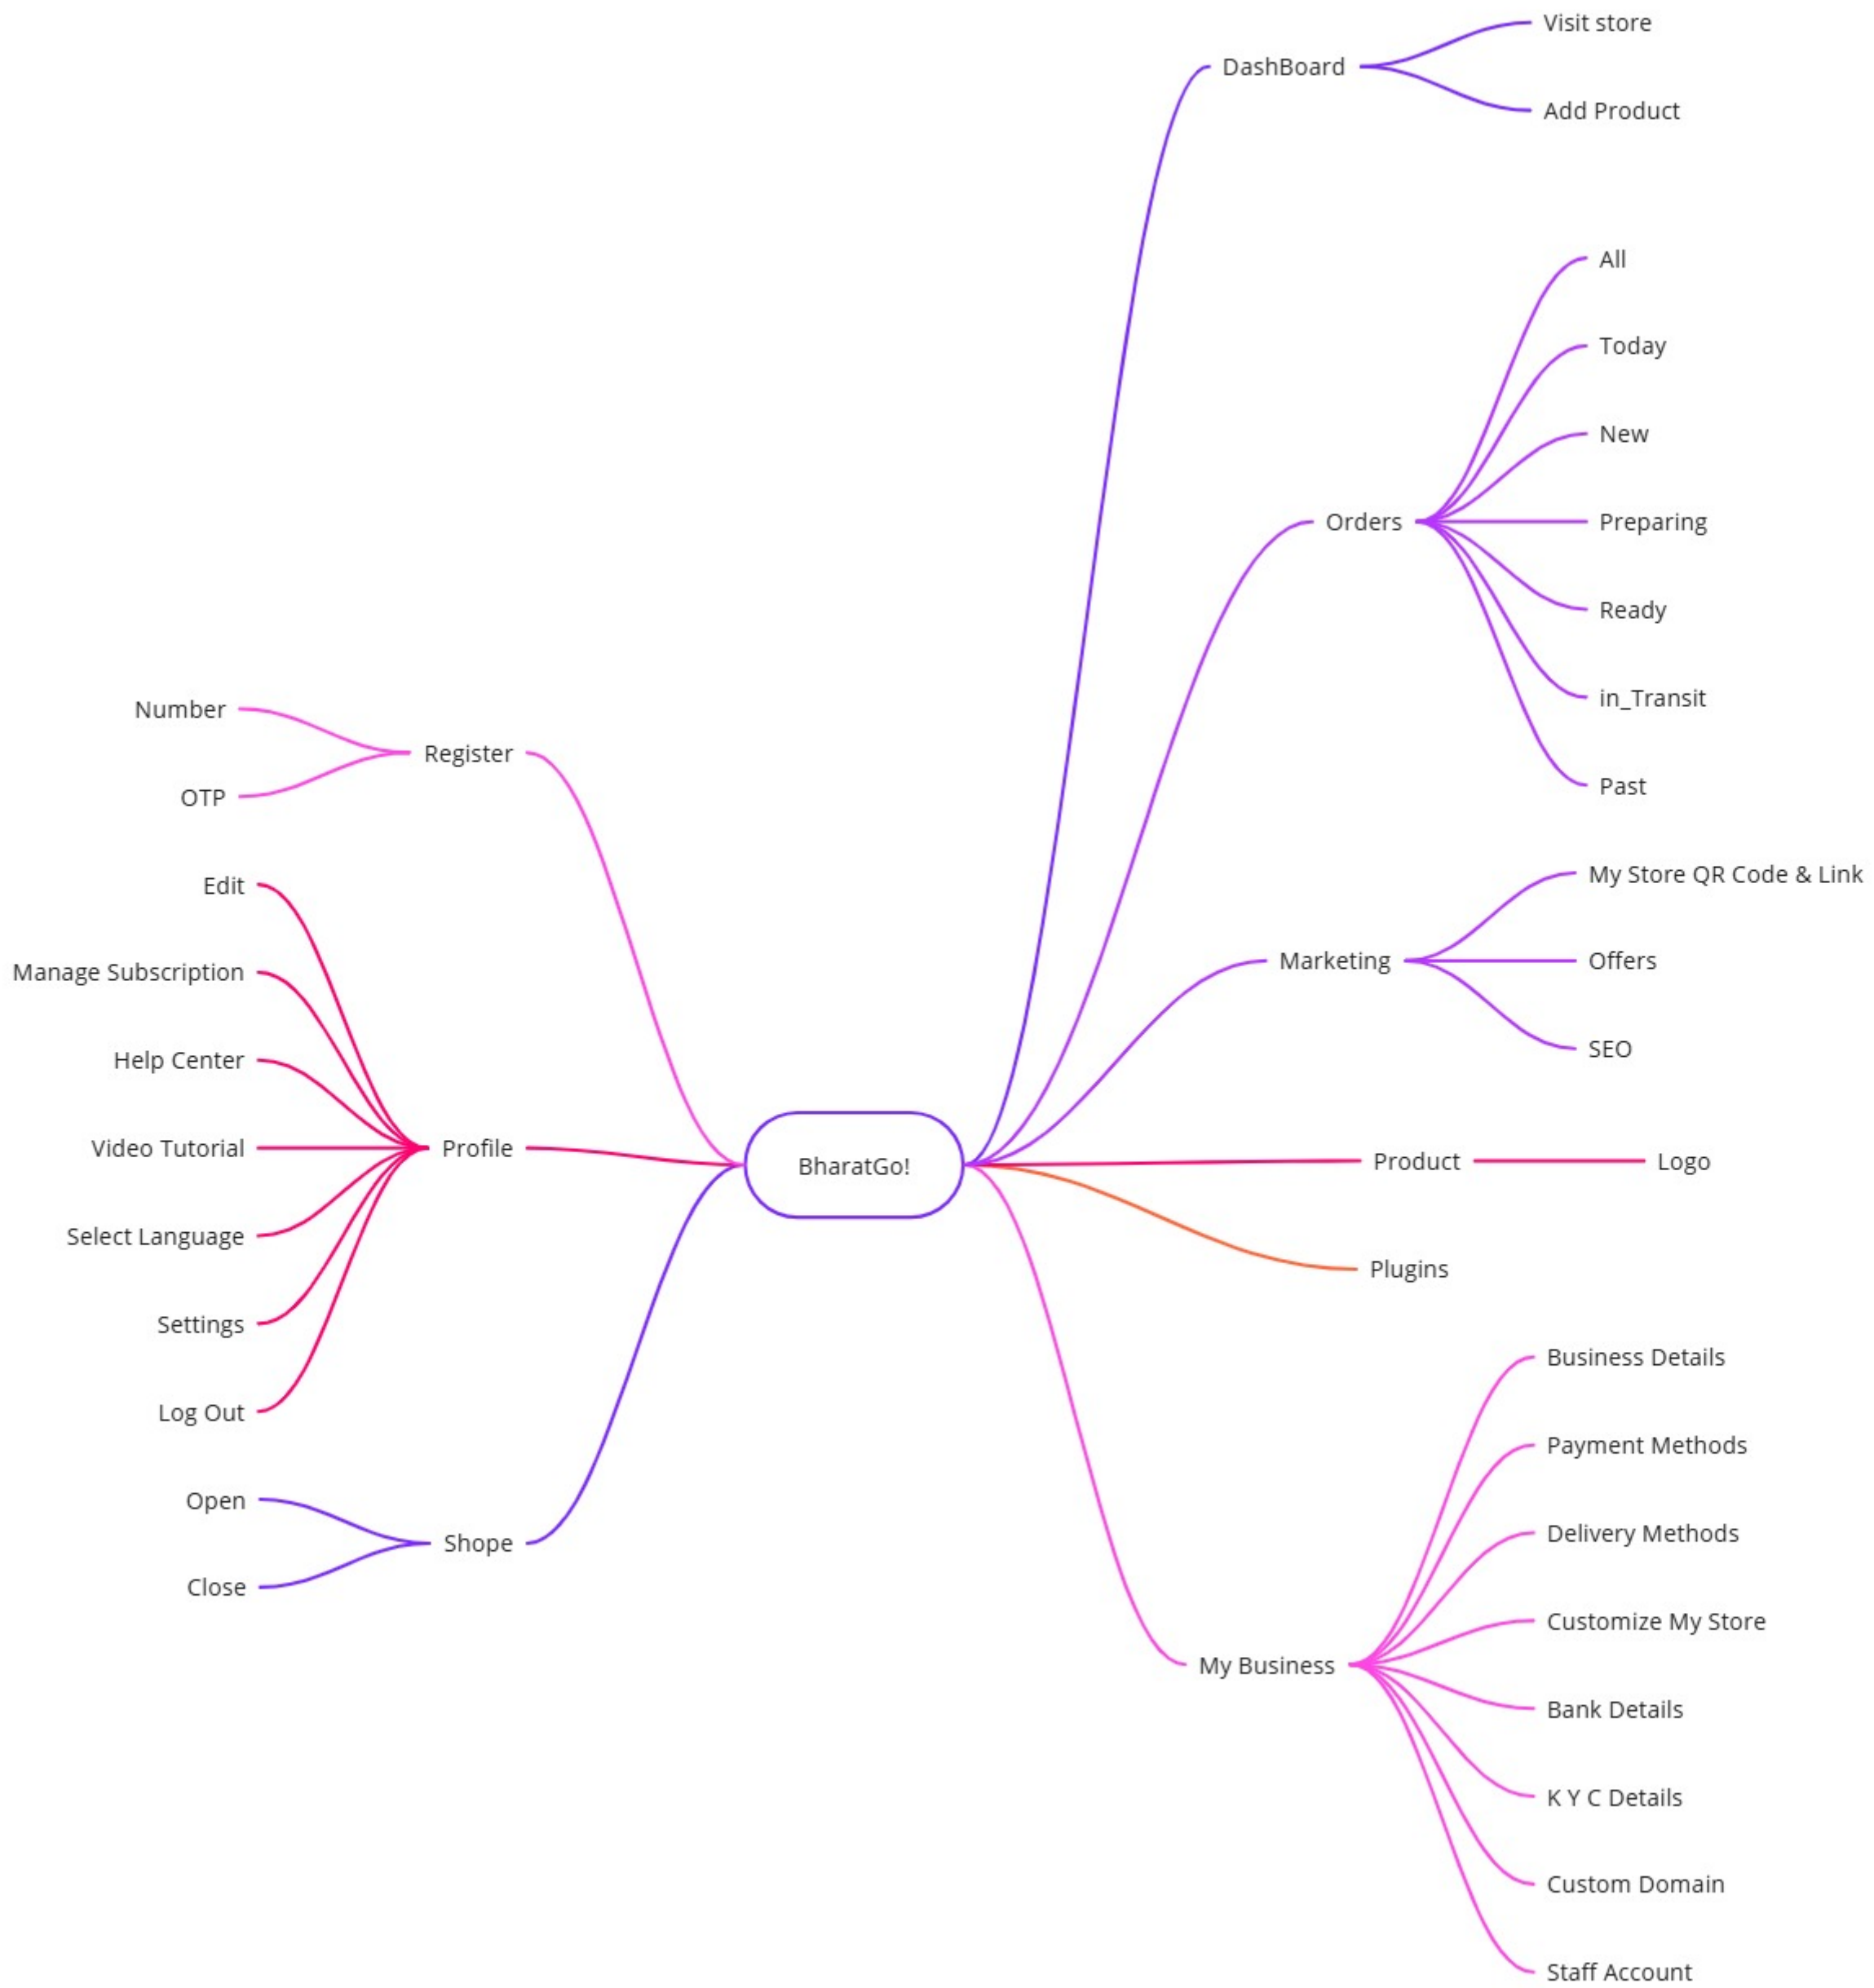 Visit store
DashBoard
Add Product
All
Today
New
Orders
Preparing
Ready
in_Transit
Past
Number
Register
OTP
Edit
Manage Subscription
Help Center
Video Tutorial
Profile
Select Language
Settings
Log Out
Open
Shope
Close
BharatGo!
My Store QR Code & Link
Marketing
Offers
SEO
Product
Logo
Plugins
Business Details
Payment Methods
Delivery Methods
Customize My Store
My Business
Bank Details
K Y C Details
Custom Domain
Staff Account